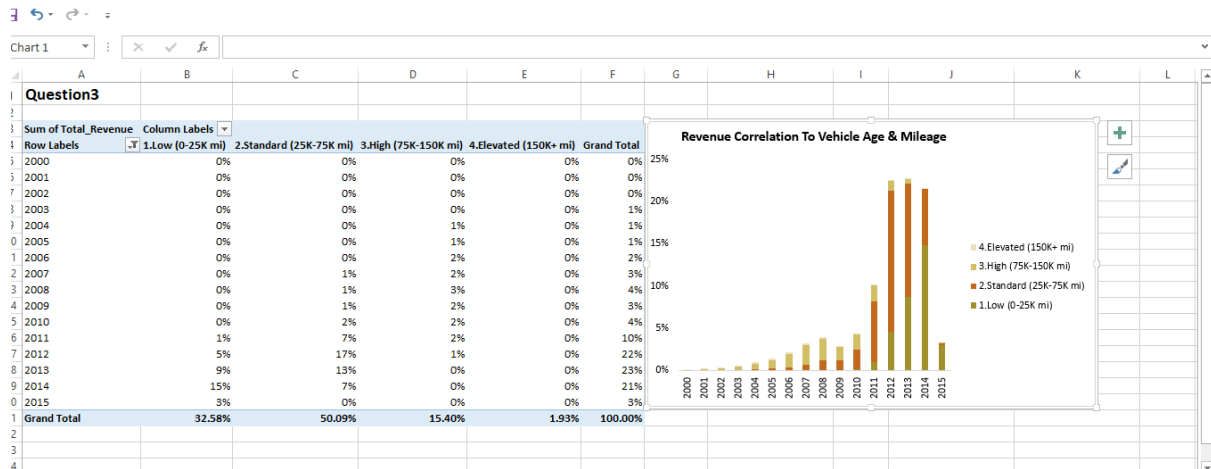 Chart 1
fx
A B C D E F G H I J K L
Question3
Sum of Total_Revenue Column Labels
Row Labels 1.Low (0-25K mi) 2.Standard (25K-75K mi) 3.High (75K-150K mi) 4.Elevated (150K+ mi) Grand Total
2000 0% 0% 0% 0% 0%
2001 0% 0% 0% 0% 0%
2002 0% 0% 0% 0% 0%
2003 0% 0% 0% 0% 1%
2004 0% 0% 1% 0% 1%
2005 0% 0% 1% 0% 1%
2006 0% 0% 2% 0% 2%
2007 0% 1% 2% 0% 3%
2008 0% 1% 3% 0% 4%
2009 0% 1% 2% 0% 3%
2010 0% 2% 2% 0% 4%
2011 1% 7% 2% 0% 10%
2012 5% 17% 1% 0% 22%
2013 9% 13% 0% 0% 23%
2014 15% 7% 0% 0% 21%
2015 3% 0% 0% 0% 3%
Grand Total 32.58% 50.09% 15.40% 1.93% 100.00%
Revenue Correlation To Vehicle Age & Mileage
25%
20%
15%
10%
5%
0%
2000 2001 2002 2003 2004 2005 2006 2007 2008 2009 2010 2011 2012 2013 2014 2015
4.Elevated (150K+ mi)
3.High (75K-150K mi)
2.Standard (25K-75K mi)
1.Low (0-25K mi)